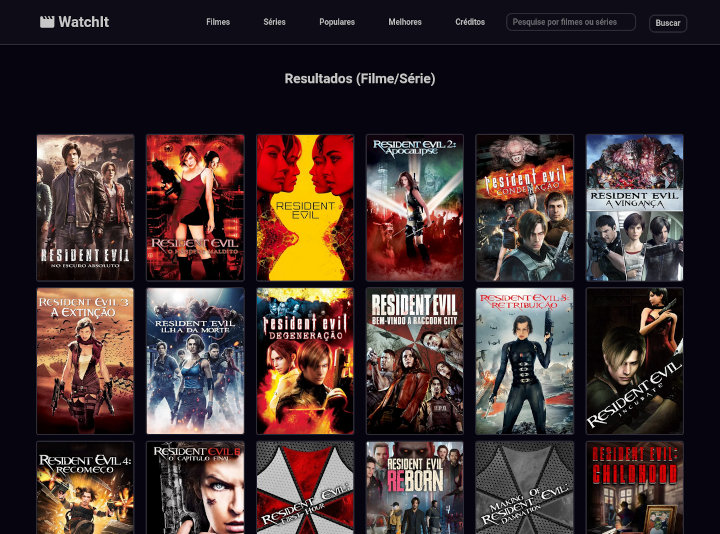 WatchIt
Filmes
Séries
Populares
Melhores
Créditos
Pesquise por filmes ou séries
Buscar
Resultados (Filme/Série)
RESIDENT EVIL
NO ESCURO ABSOLUTO
RESIDENT EVIL
O HÓSPEDE MALDITO
RESIDENT
EVIL
RESIDENT EVIL 2:
APOCALIPSE
resident evil
CONDENAÇÃO
RESIDENT EVIL
A VINGANÇA
RESIDENT EVIL 3
A EXTINÇÃO
RESIDENT EVIL
ILHA DA MORTE
resident evil
DEGENERAÇÃO
RESIDENT EVIL
BEM-VINDO A RACCOON CITY
RESIDENT EVIL 5:
RETRIBUIÇÃO
RESIDENT EVIL
INCUBATE
RESIDENT EVIL 4:
RECOMEÇO
RESIDENT EVIL 6
O CAPÍTULO FINAL
RESIDENT EVIL:
FIRST HOUR
RESIDENT EVIL
REBORN
MAKING OF
RESIDENT EVIL:
DAMNATION
RESIDENT EVIL:
CHILDHOOD